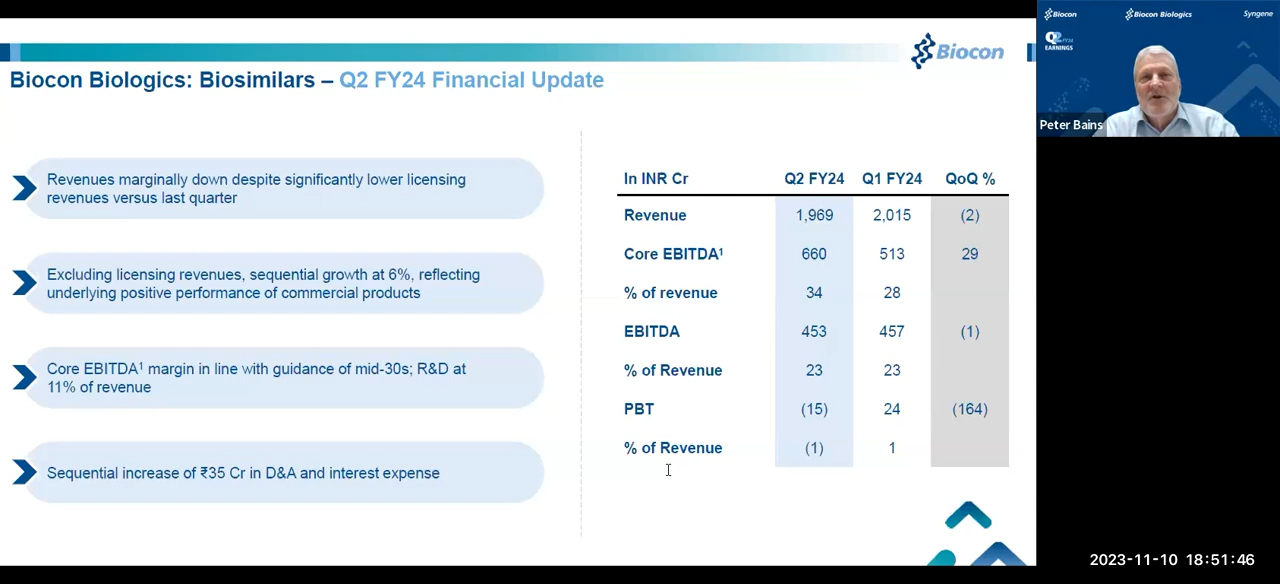 Biocon
Biocon Biologics: Biosimilars – Q2 FY24 Financial Update
Revenues marginally down despite significantly lower licensing
revenues versus last quarter
Excluding licensing revenues, sequential growth at 6%, reflecting
underlying positive performance of commercial products
Core EBITDA¹ margin in line with guidance of mid-30s; R&D at
11% of revenue
Sequential increase of ₹35 Cr in D&A and interest expense
In INR Cr Q2 FY24 Q1 FY24 QoQ %
Revenue 1,969 2,015 (2)
Core EBITDA¹ 660 513 29
% of revenue 34 28
EBITDA 453 457 (1)
% of Revenue 23 23
PBT (15) 24 (164)
% of Revenue (1) 1
Biocon Biocon Biologics Syngene
Q2 FY24
EARNINGS
Peter Bains
2023-11-10 18:51:46